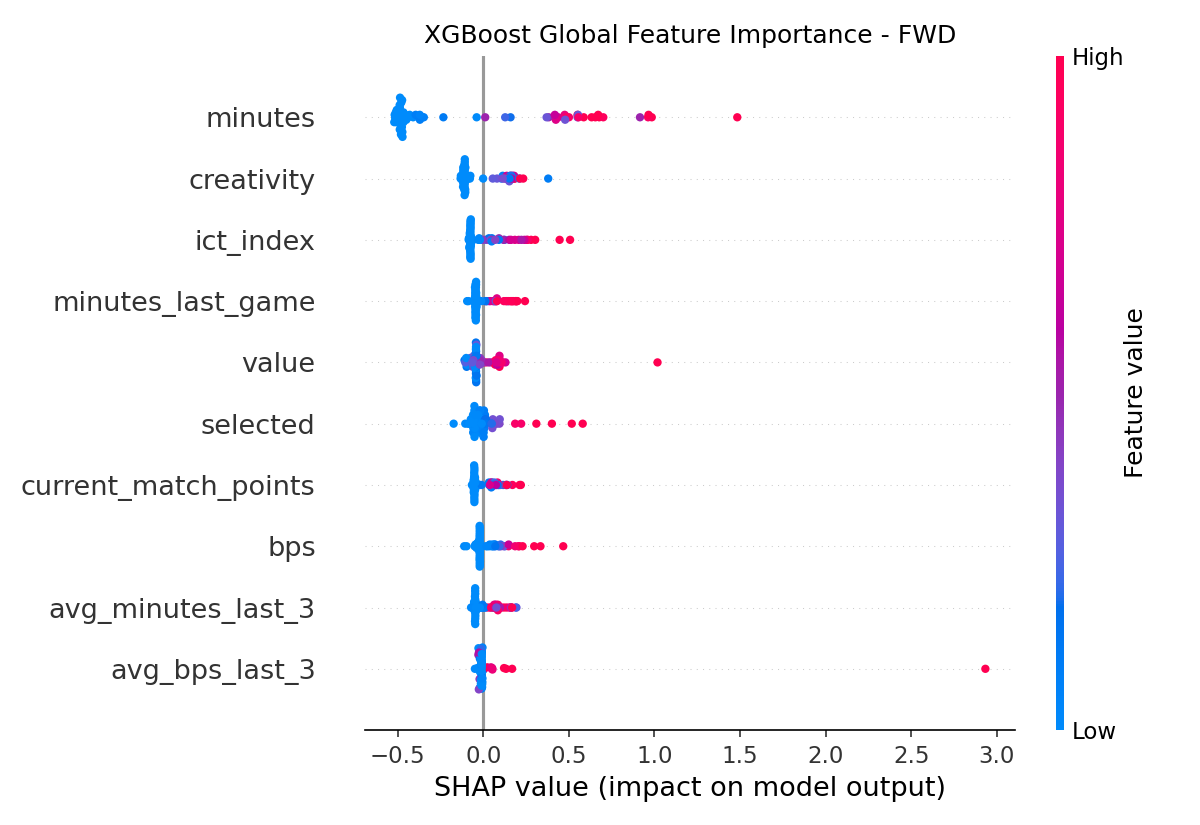 XGBoost Global Feature Importance - FWD
High
minutes
creativity
ict_index
minutes_last_game
value
selected
current_match_points
bps
avg_minutes_last_3
avg_bps_last_3
Feature value
Low
−0.5 0.0 0.5 1.0 1.5 2.0 2.5 3.0
SHAP value (impact on model output)